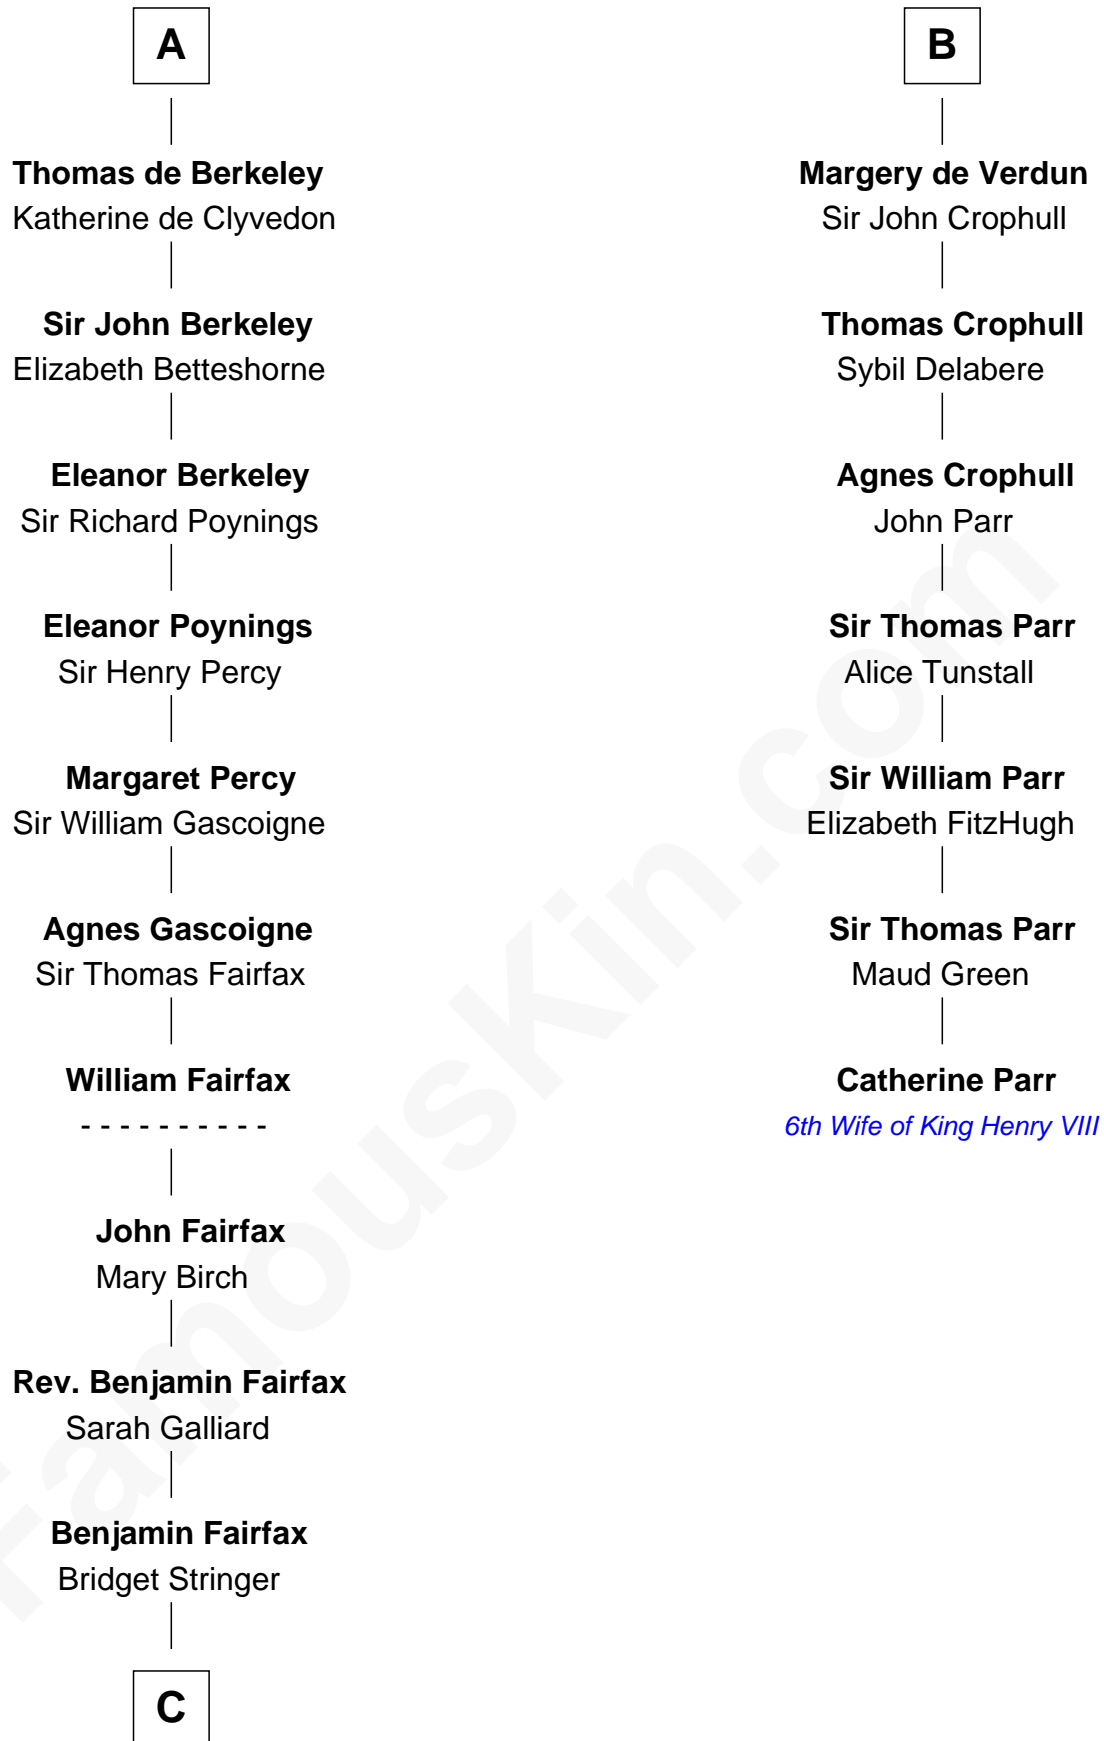 A
Thomas de Berkeley
Katherine de Clyvedon
Sir John Berkeley
Elizabeth Betteshorne
Eleanor Berkeley
Sir Richard Poynings
Eleanor Poynings
Sir Henry Percy
Margaret Percy
Sir William Gascoigne
Agnes Gascoigne
Sir Thomas Fairfax
William Fairfax
- - - - - - - - - -
John Fairfax
Mary Birch
Rev. Benjamin Fairfax
Sarah Galliard
Benjamin Fairfax
Bridget Stringer
C
B
Margery de Verdun
Sir John Crophull
Thomas Crophull
Sybil Delabere
Agnes Crophull
John Parr
Sir Thomas Parr
Alice Tunstall
Sir William Parr
Elizabeth FitzHugh
Sir Thomas Parr
Maud Green
Catherine Parr
6th Wife of King Henry VIII
FamousKin.com